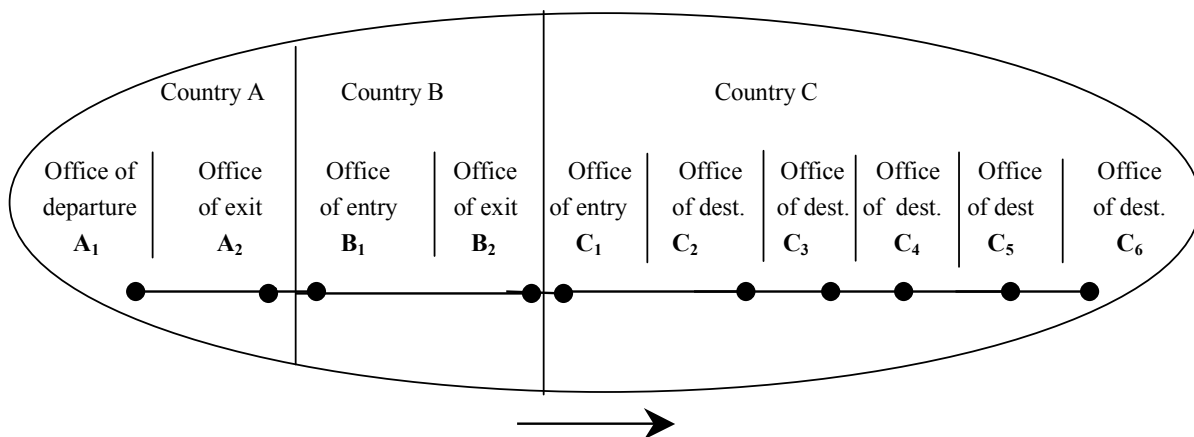 Country A Country B Country C
Office of departure A1
Office of exit A2
Office of entry B1
Office of exit B2
Office of entry C1
Office of dest. C2
Office of dest. C3
Office of dest. C4
Office of dest C5
Office of dest. C6